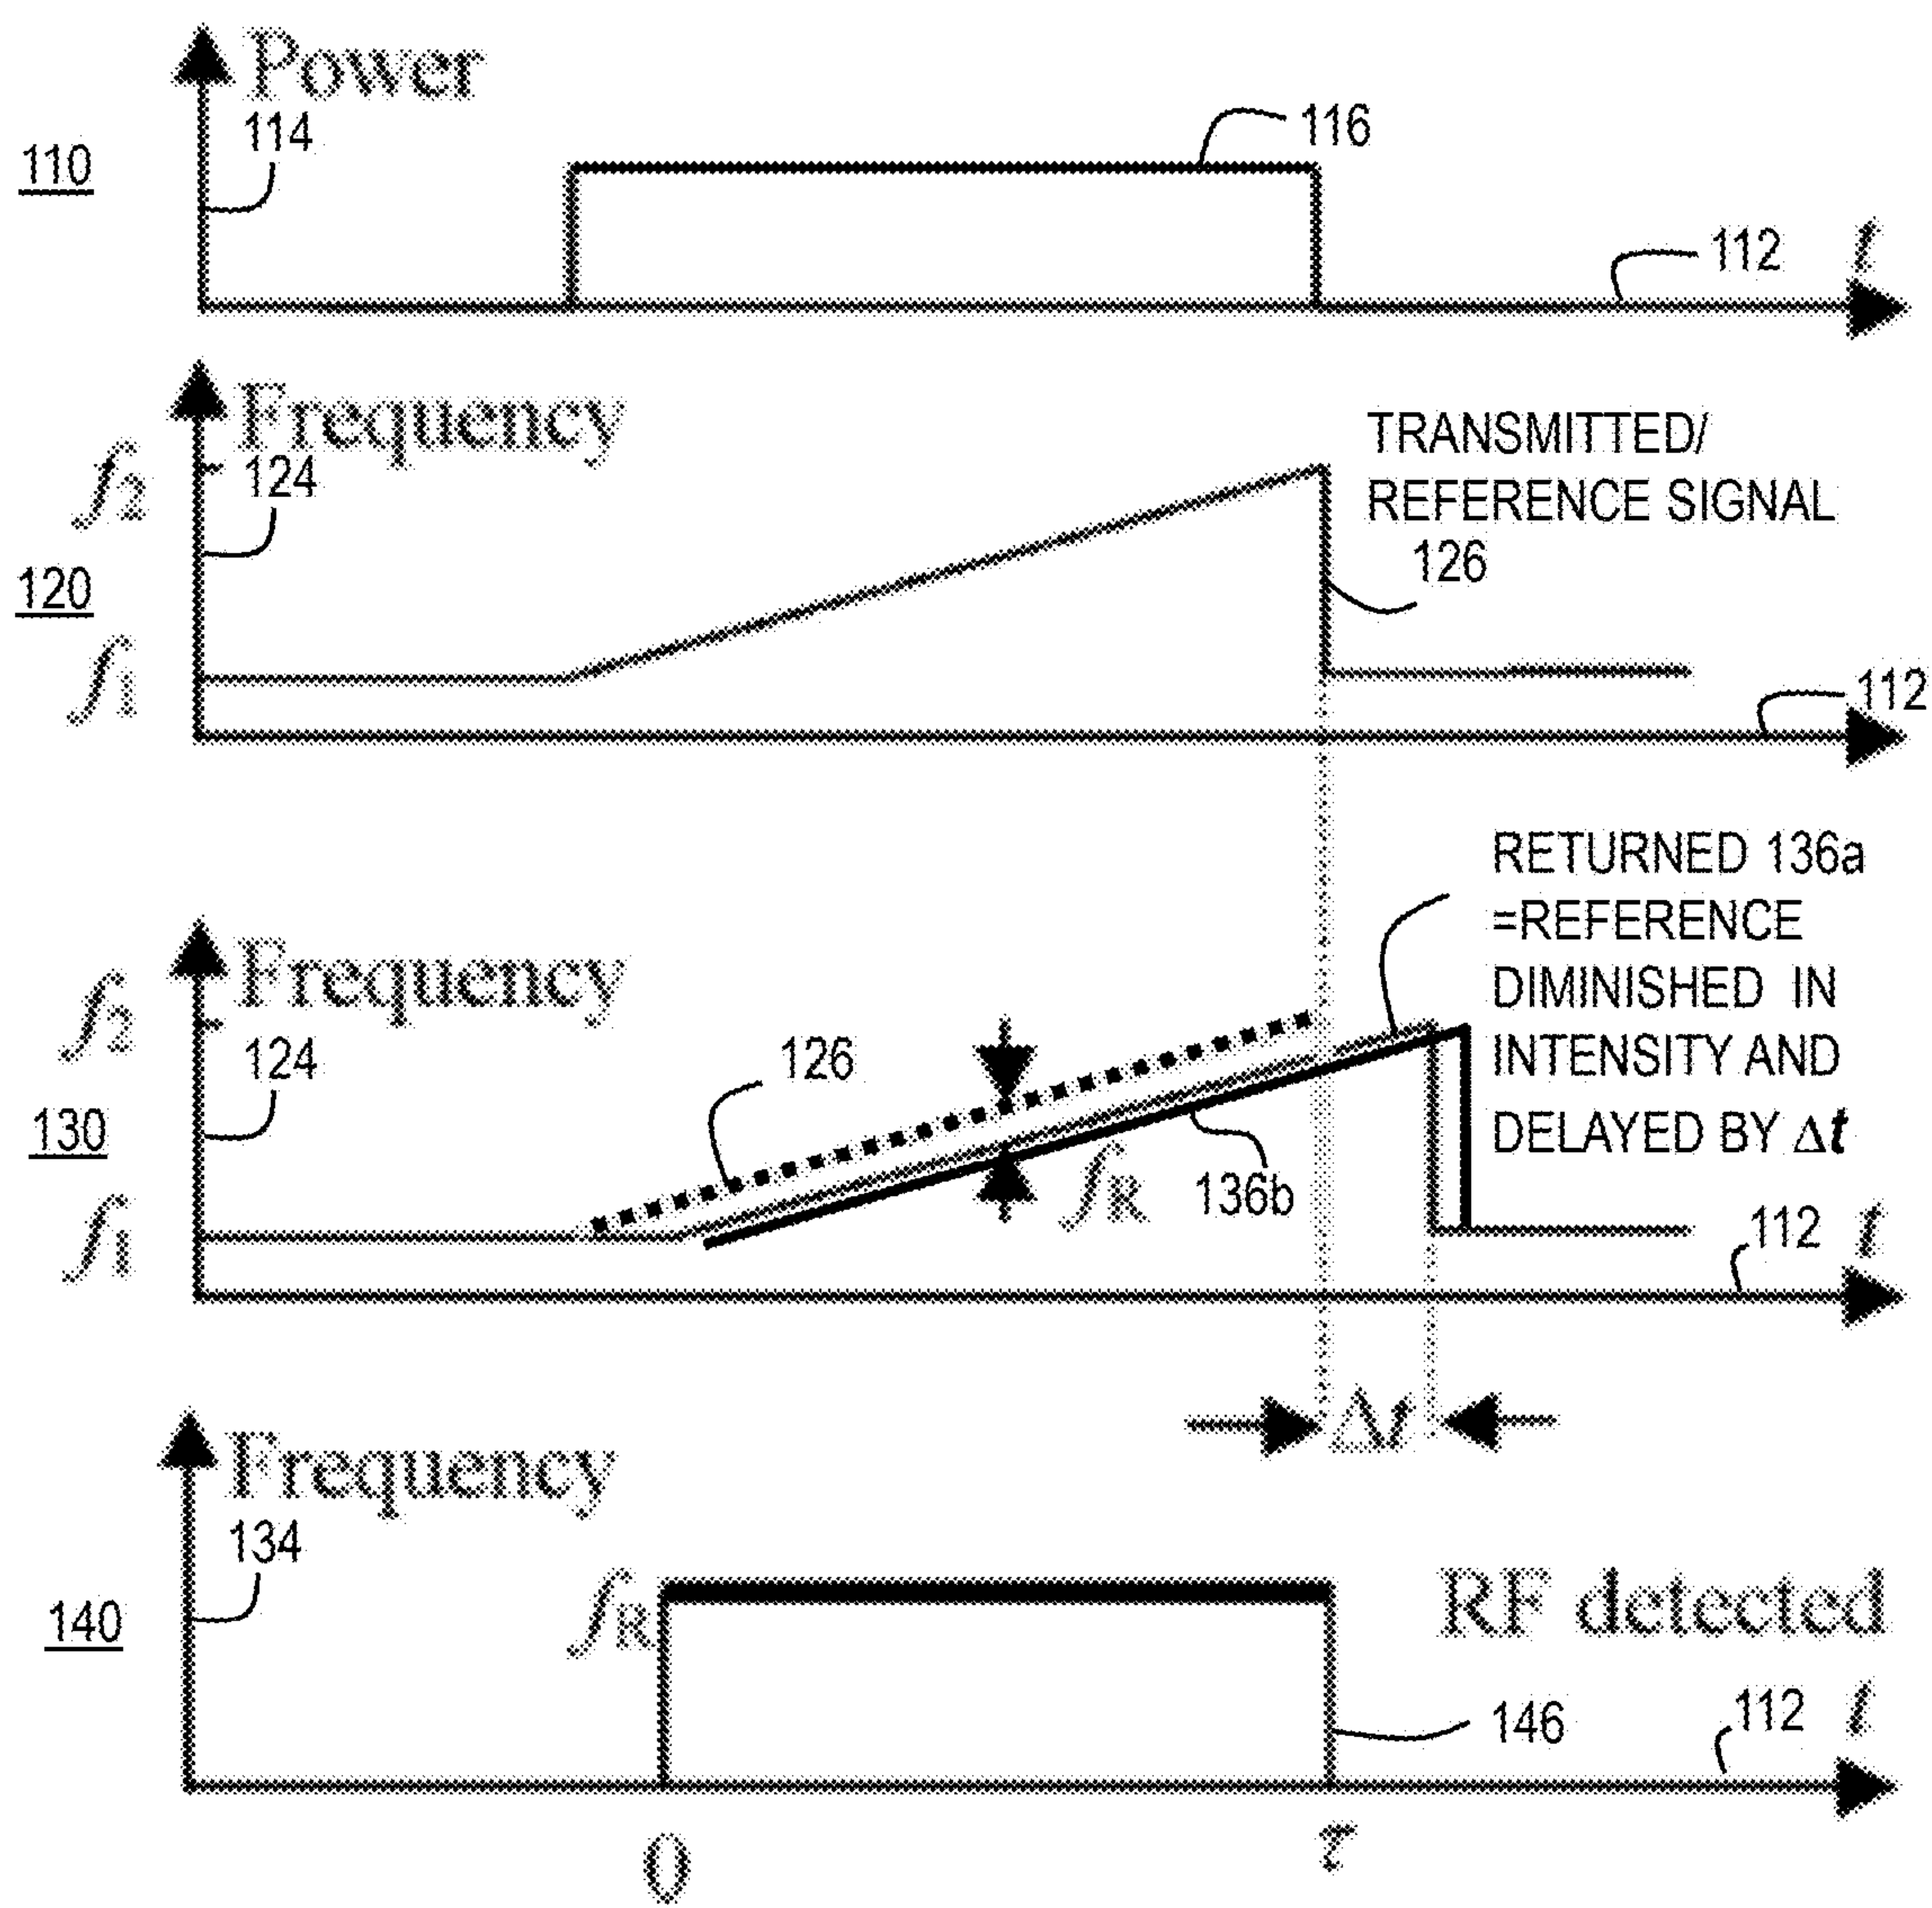 Power
114
116
110
112
t
Frequency
f2
124
TRANSMITTED/
REFERENCE SIGNAL
126
120
f1
112
RETURNED 136a
=REFERENCE
DIMINISHED IN
INTENSITY AND
DELAYED BY Δt
Frequency
f2
124
126
130
fR
136b
f1
112
t
Δt
Frequency
134
fR
RF detected
140
146
112
t
0
τ